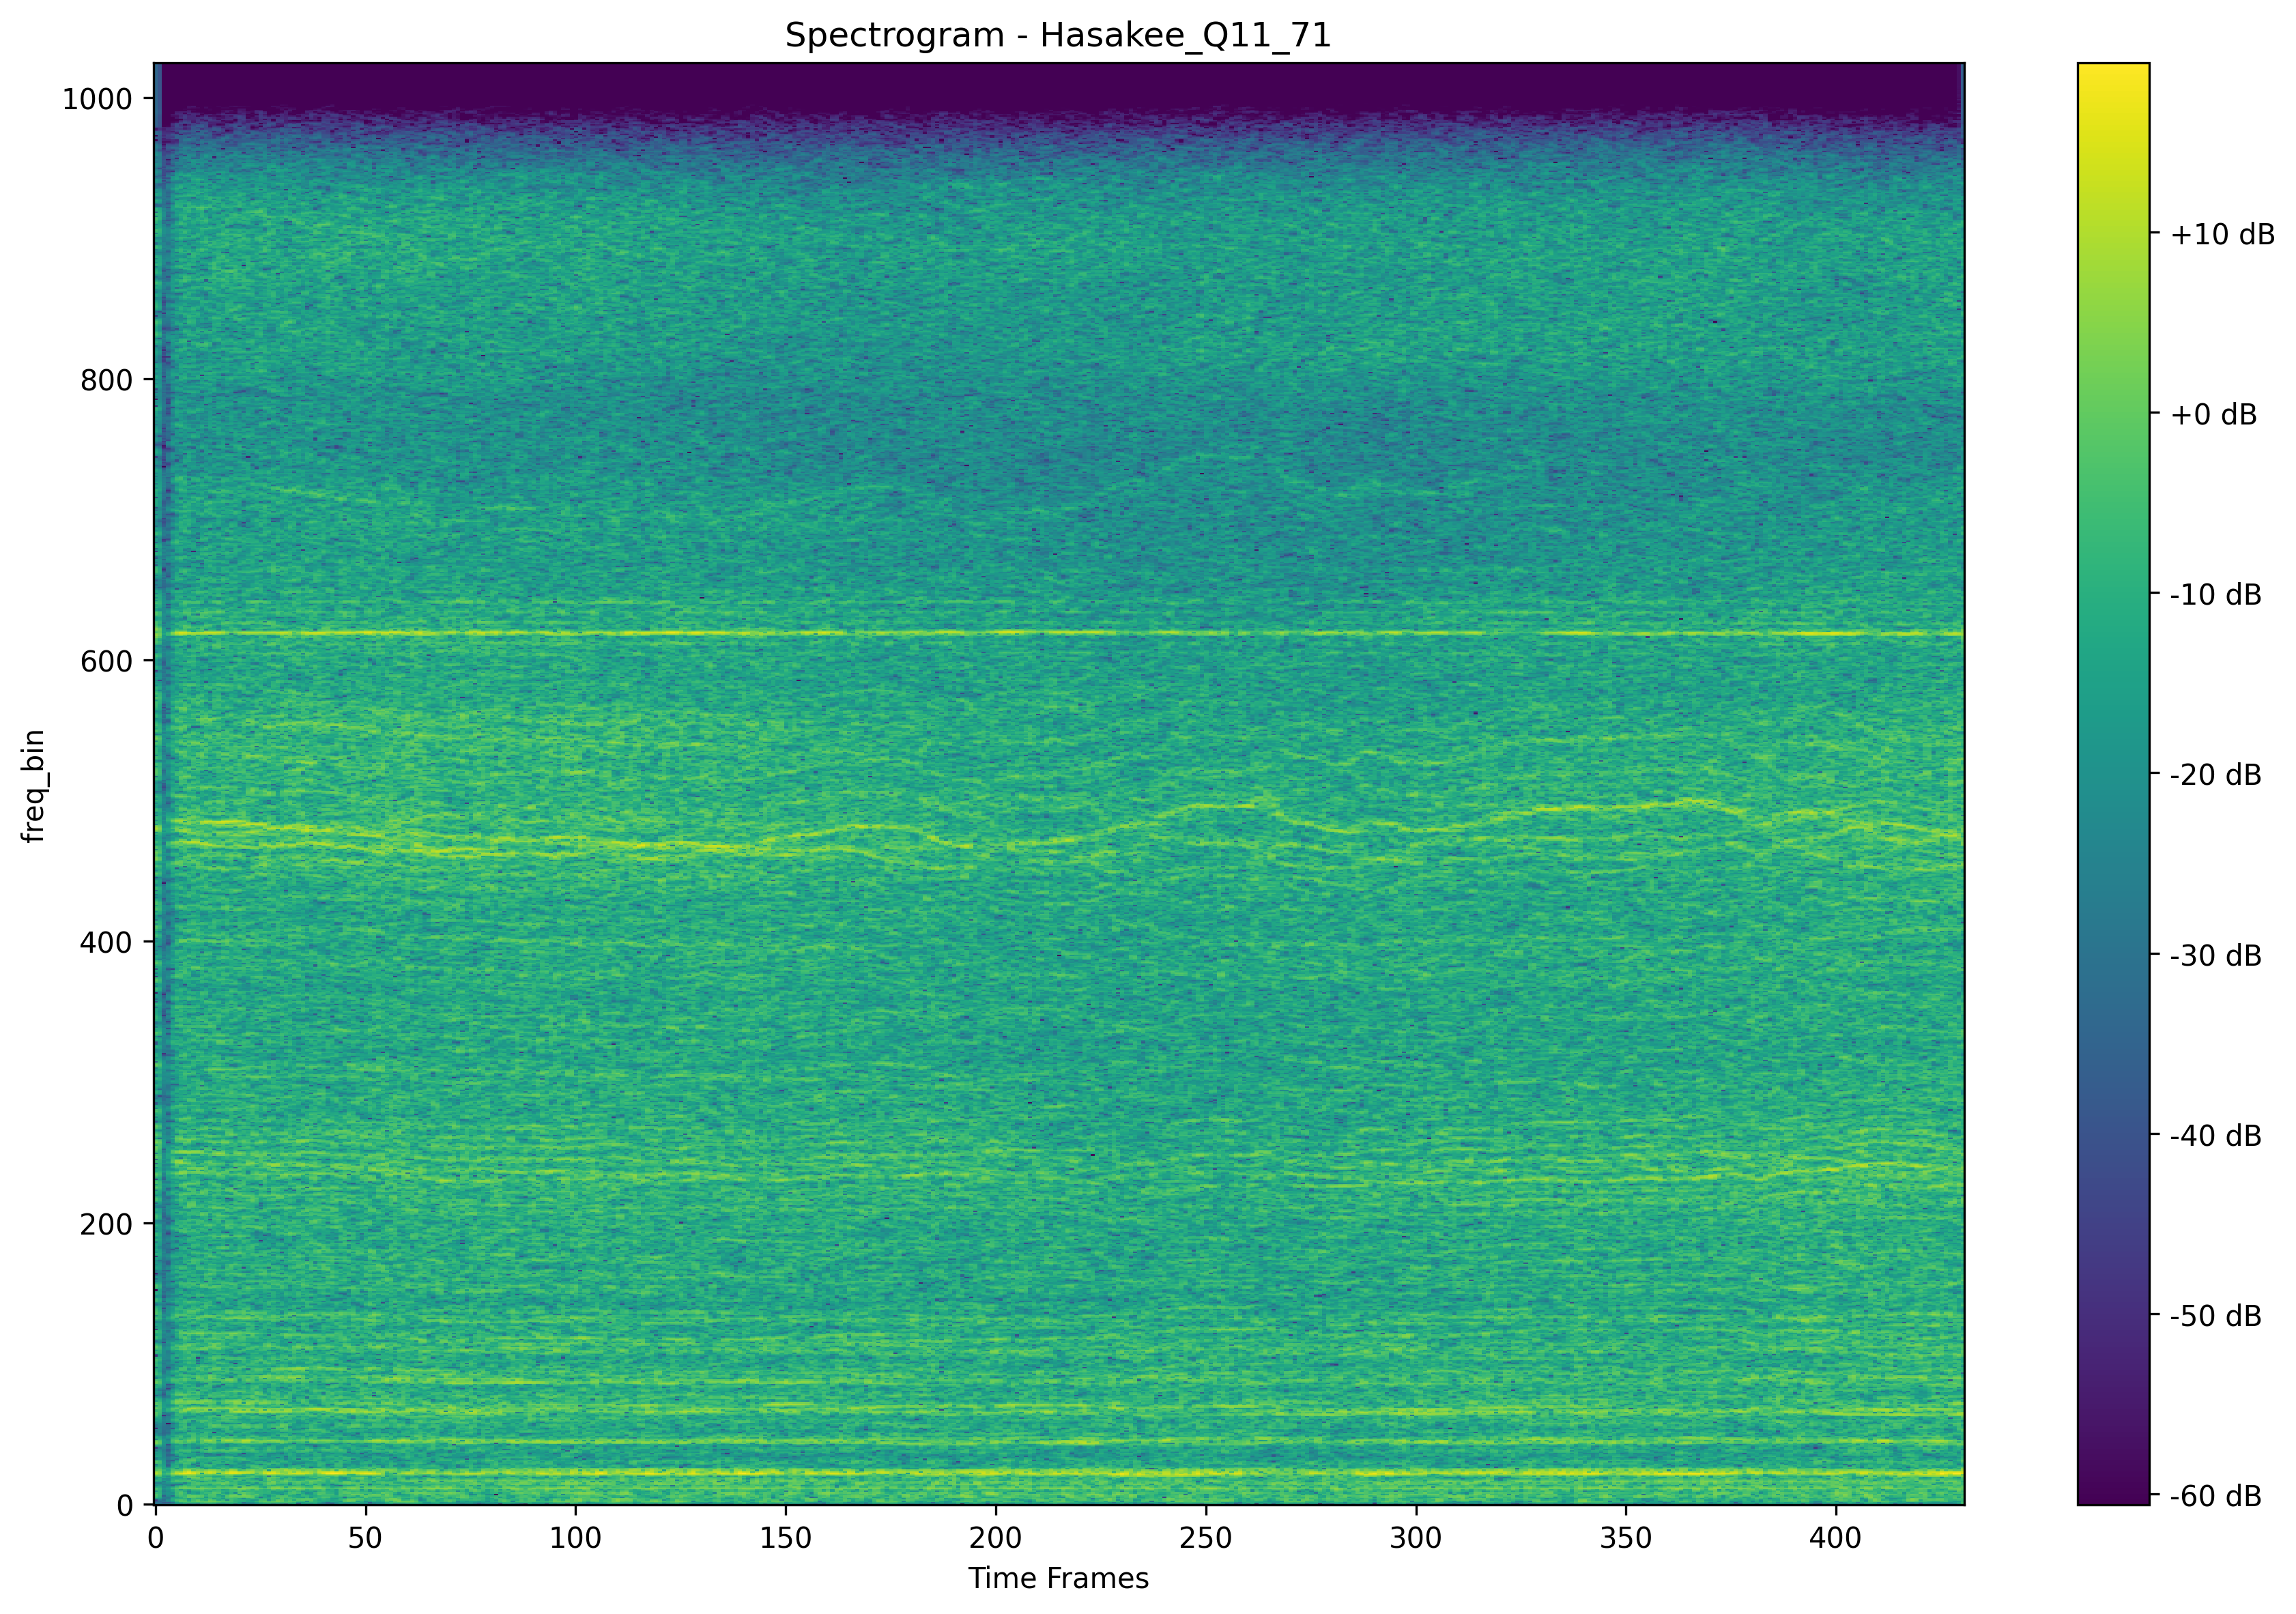 Spectrogram - Hasakee_Q11_71
1000
800
600
400
200
0
freq_bin
0
50
100
150
200
250
300
350
400
Time Frames
+10 dB
+0 dB
-10 dB
-20 dB
-30 dB
-40 dB
-50 dB
-60 dB